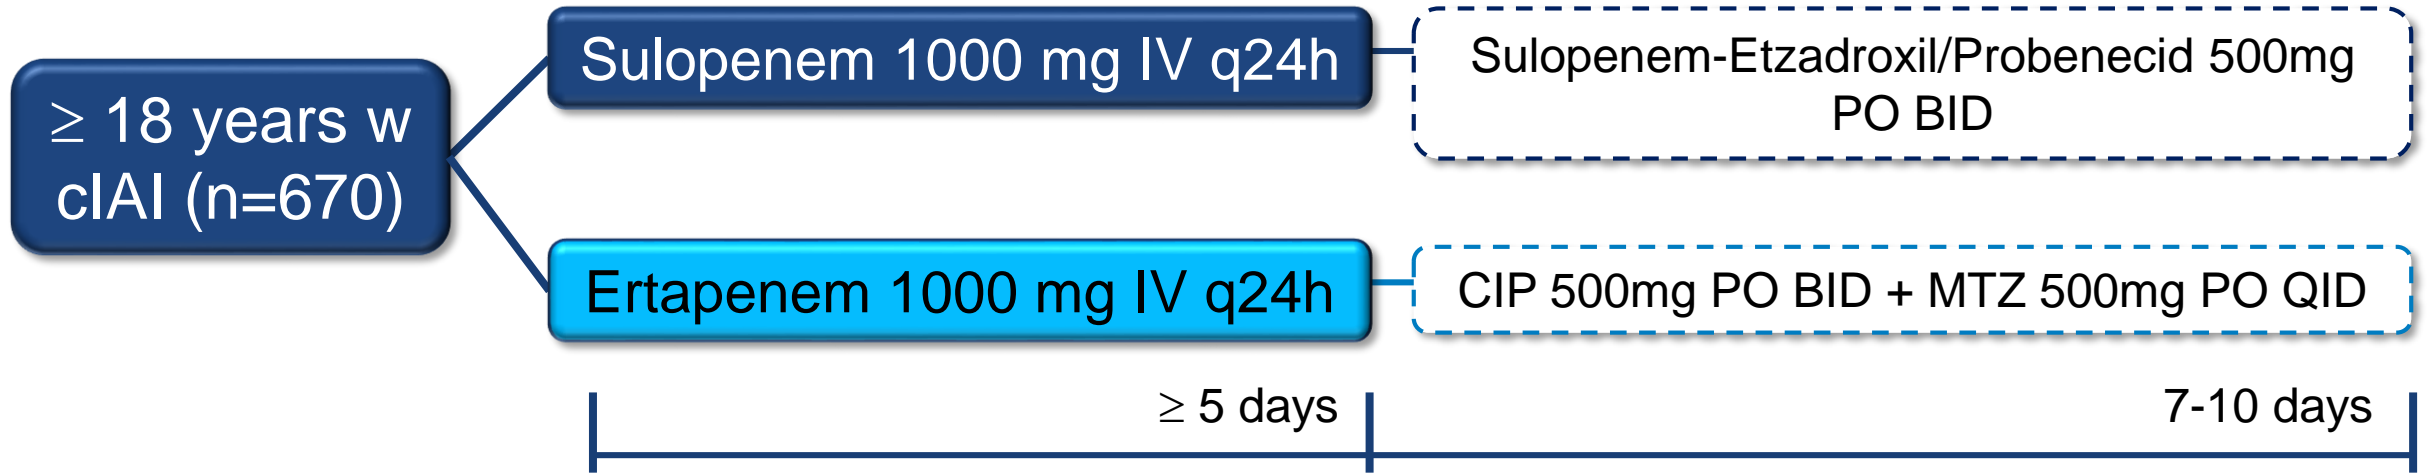 ≥ 18 years w
cIAI (n=670)
Sulopenem 1000 mg IV q24h
Sulopenem-Etzadroxil/Probenecid 500mg
PO BID
Ertapenem 1000 mg IV q24h
CIP 500mg PO BID + MTZ 500mg PO QID
≥ 5 days
7-10 days